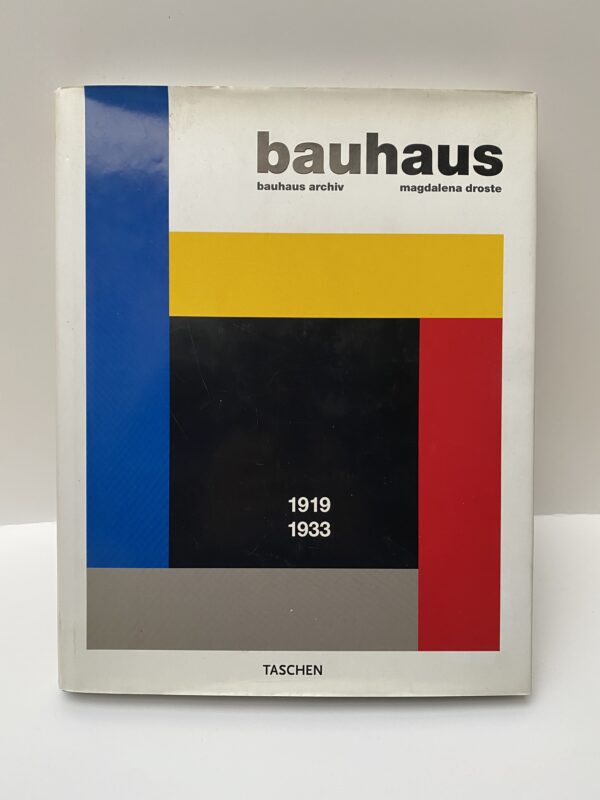 bauhaus
bauhaus archiv magdalena droste
1919
1933
TASCHEN